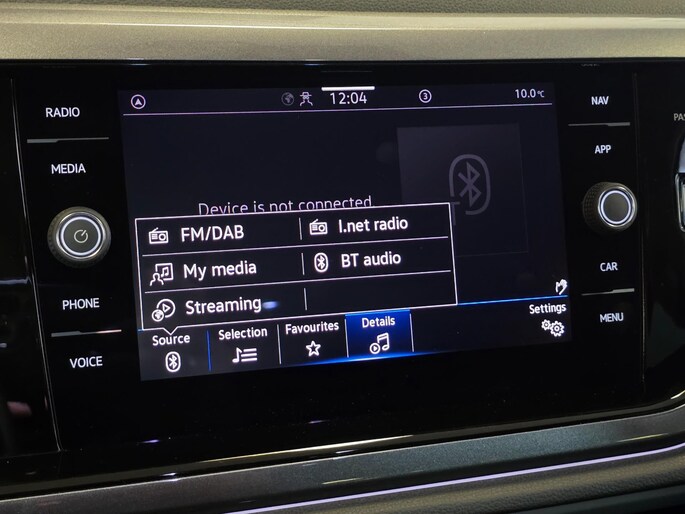 RADIO
MEDIA
PHONE
VOICE
12:04
3
10.0°C
Device is not connected
FM/DAB
I.net radio
My media
BT audio
Streaming
Source
Selection
Favourites
Details
Settings
NAV
APP
CAR
MENU
PAS